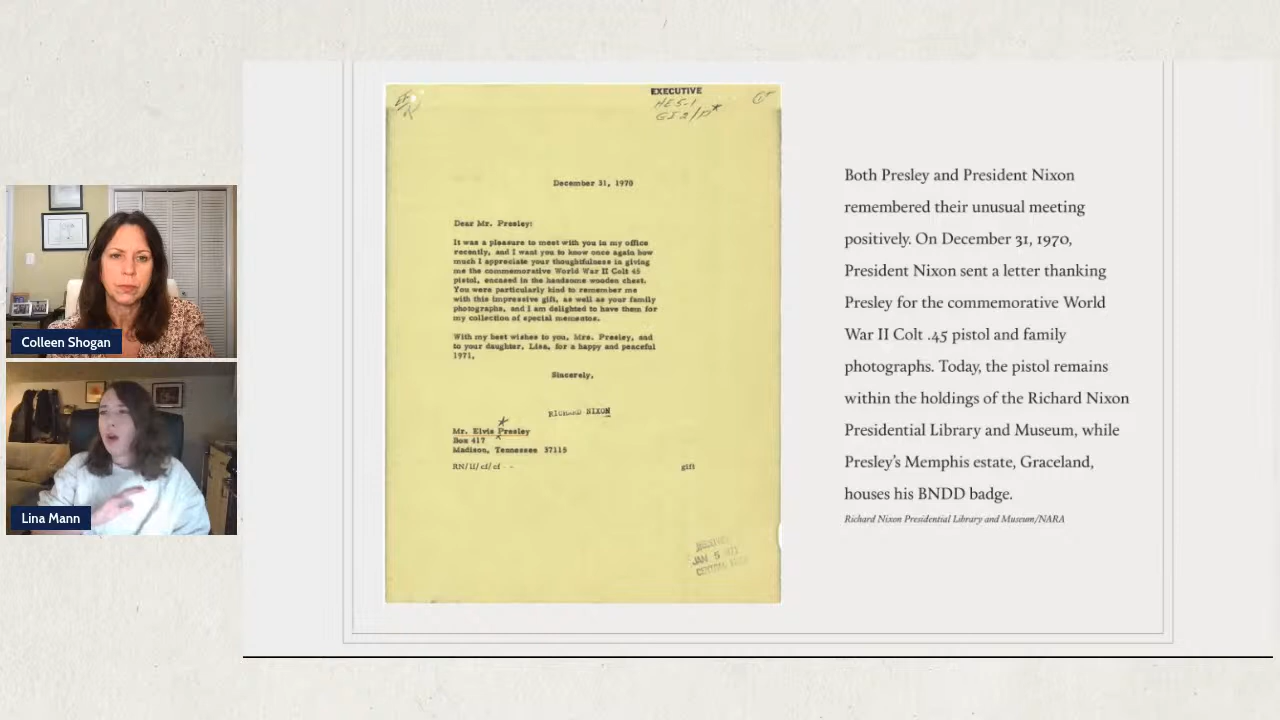 EXECUTIVE
HE 5-1
December 31, 1970
Dear Mr. Presley:
It was a pleasure to meet with you in my office
recently, and I want you to know once again how
much I appreciate your thoughtfulness in giving
me the commemorative World War II Colt 45
pistol, encased in the handsome wooden chest.
You were particularly kind to remember me
with this impressive gift, as well as your family
photographs, and I am delighted to have them for
my collection of special mementos.
With my best wishes to you, Mrs. Presley, and
to your daughter, Lisa, for a happy and peaceful
1971,
Sincerely,
RICHARD NIXON
Mr. Elvis Presley
Box 417
Madison, Tennessee 37115
gift
JAN 5 1971
CENTRAL
Both Presley and President Nixon
remembered their unusual meeting
positively. On December 31, 1970,
President Nixon sent a letter thanking
Presley for the commemorative World
War II Colt .45 pistol and family
photographs. Today, the pistol remains
within the holdings of the Richard Nixon
Presidential Library and Museum, while
Presley’s Memphis estate, Graceland,
houses his BNDD badge.
Richard Nixon Presidential Library and Museum/NARA
Colleen Shogan
Lina Mann